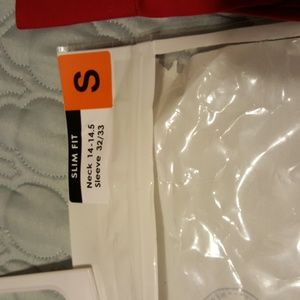 S
SLIM FIT
Neck 14-14.5
Sleeve 32/33